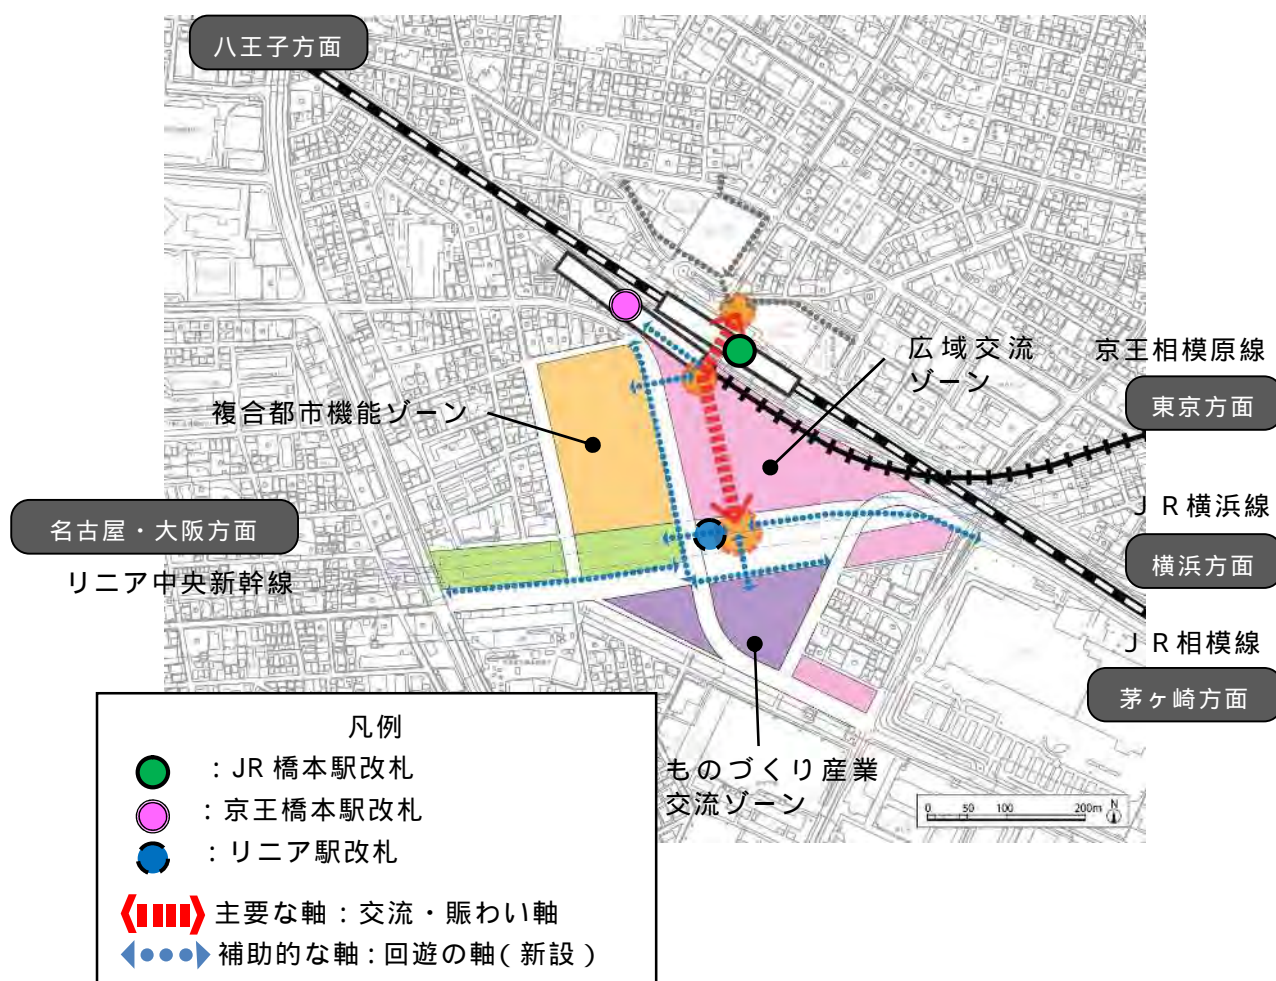 八王子方面
広域交流
ゾーン
京王相模原線
東京方面
複合都市機能ゾーン
ＪＲ横浜線
名古屋・大阪方面
横浜方面
リニア中央新幹線
ＪＲ相模線
茅ヶ崎方面
ものづくり産業
交流ゾーン
0 50 100 200m N
凡例
：JR橋本駅改札
：京王橋本駅改札
：リニア駅改札
主要な軸：交流・賑わい軸
補助的な軸：回遊の軸（新設）